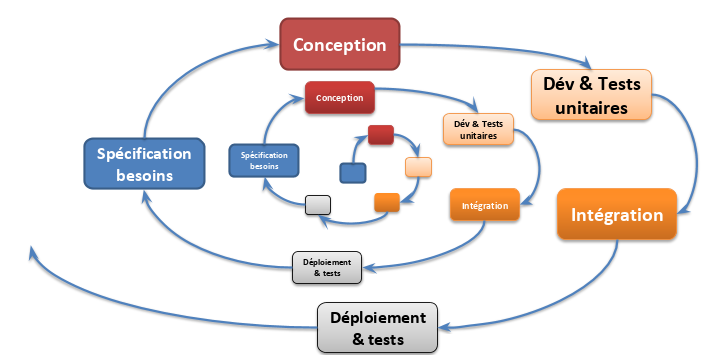 Conception
Dév & Tests
unitaires
Spécification
besoins
Intégration
Déploiement
& tests
Conception
Dév & Tests
unitaires
Spécification
besoins
Intégration
Déploiement
& tests